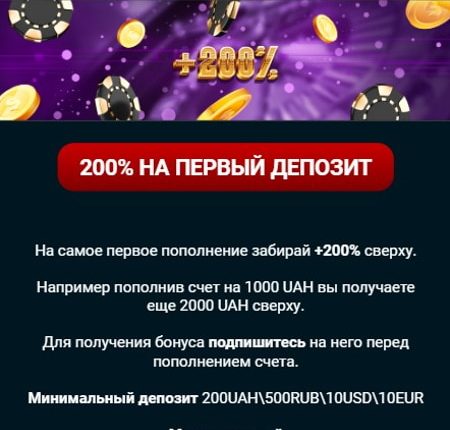 +200%
200% НА ПЕРВЫЙ ДЕПОЗИТ
На самое первое пополнение забирай +200% сверху.
Например пополнив счет на 1000 UAH вы получаете
еще 2000 UAH сверху.
Для получения бонуса подпишитесь на него перед
пополнением счета.
Минимальный депозит 200UAH\500RUB\10USD\10EUR